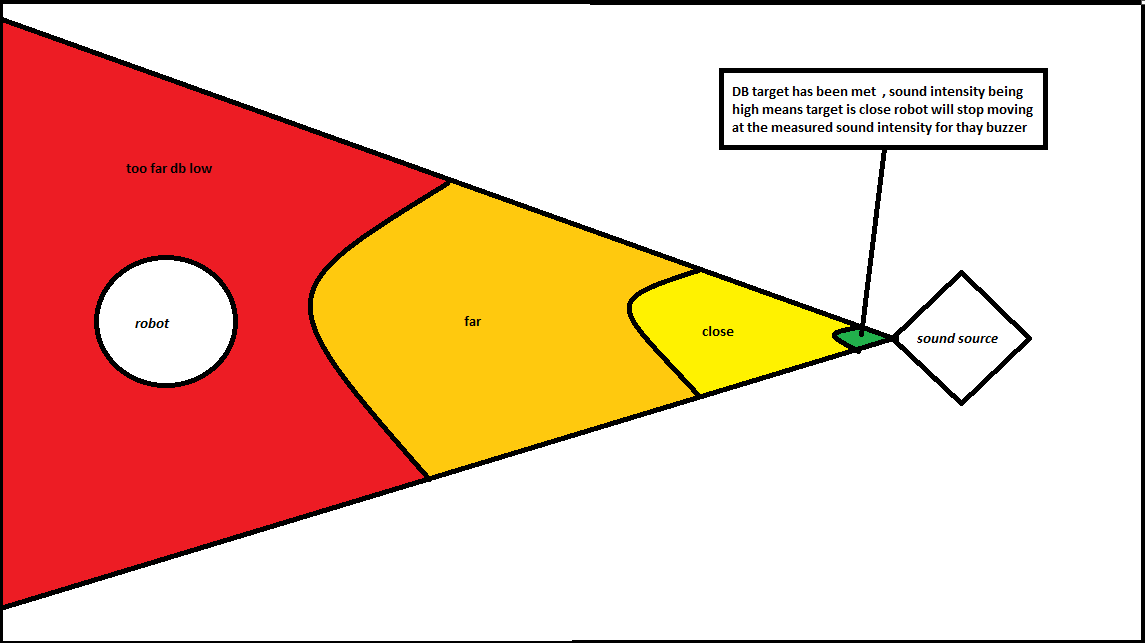 DB target has been met , sound intensity being
high means target is close robot will stop moving
at the measured sound intensity for thay buzzer
too far db low
robot
far
close
sound source